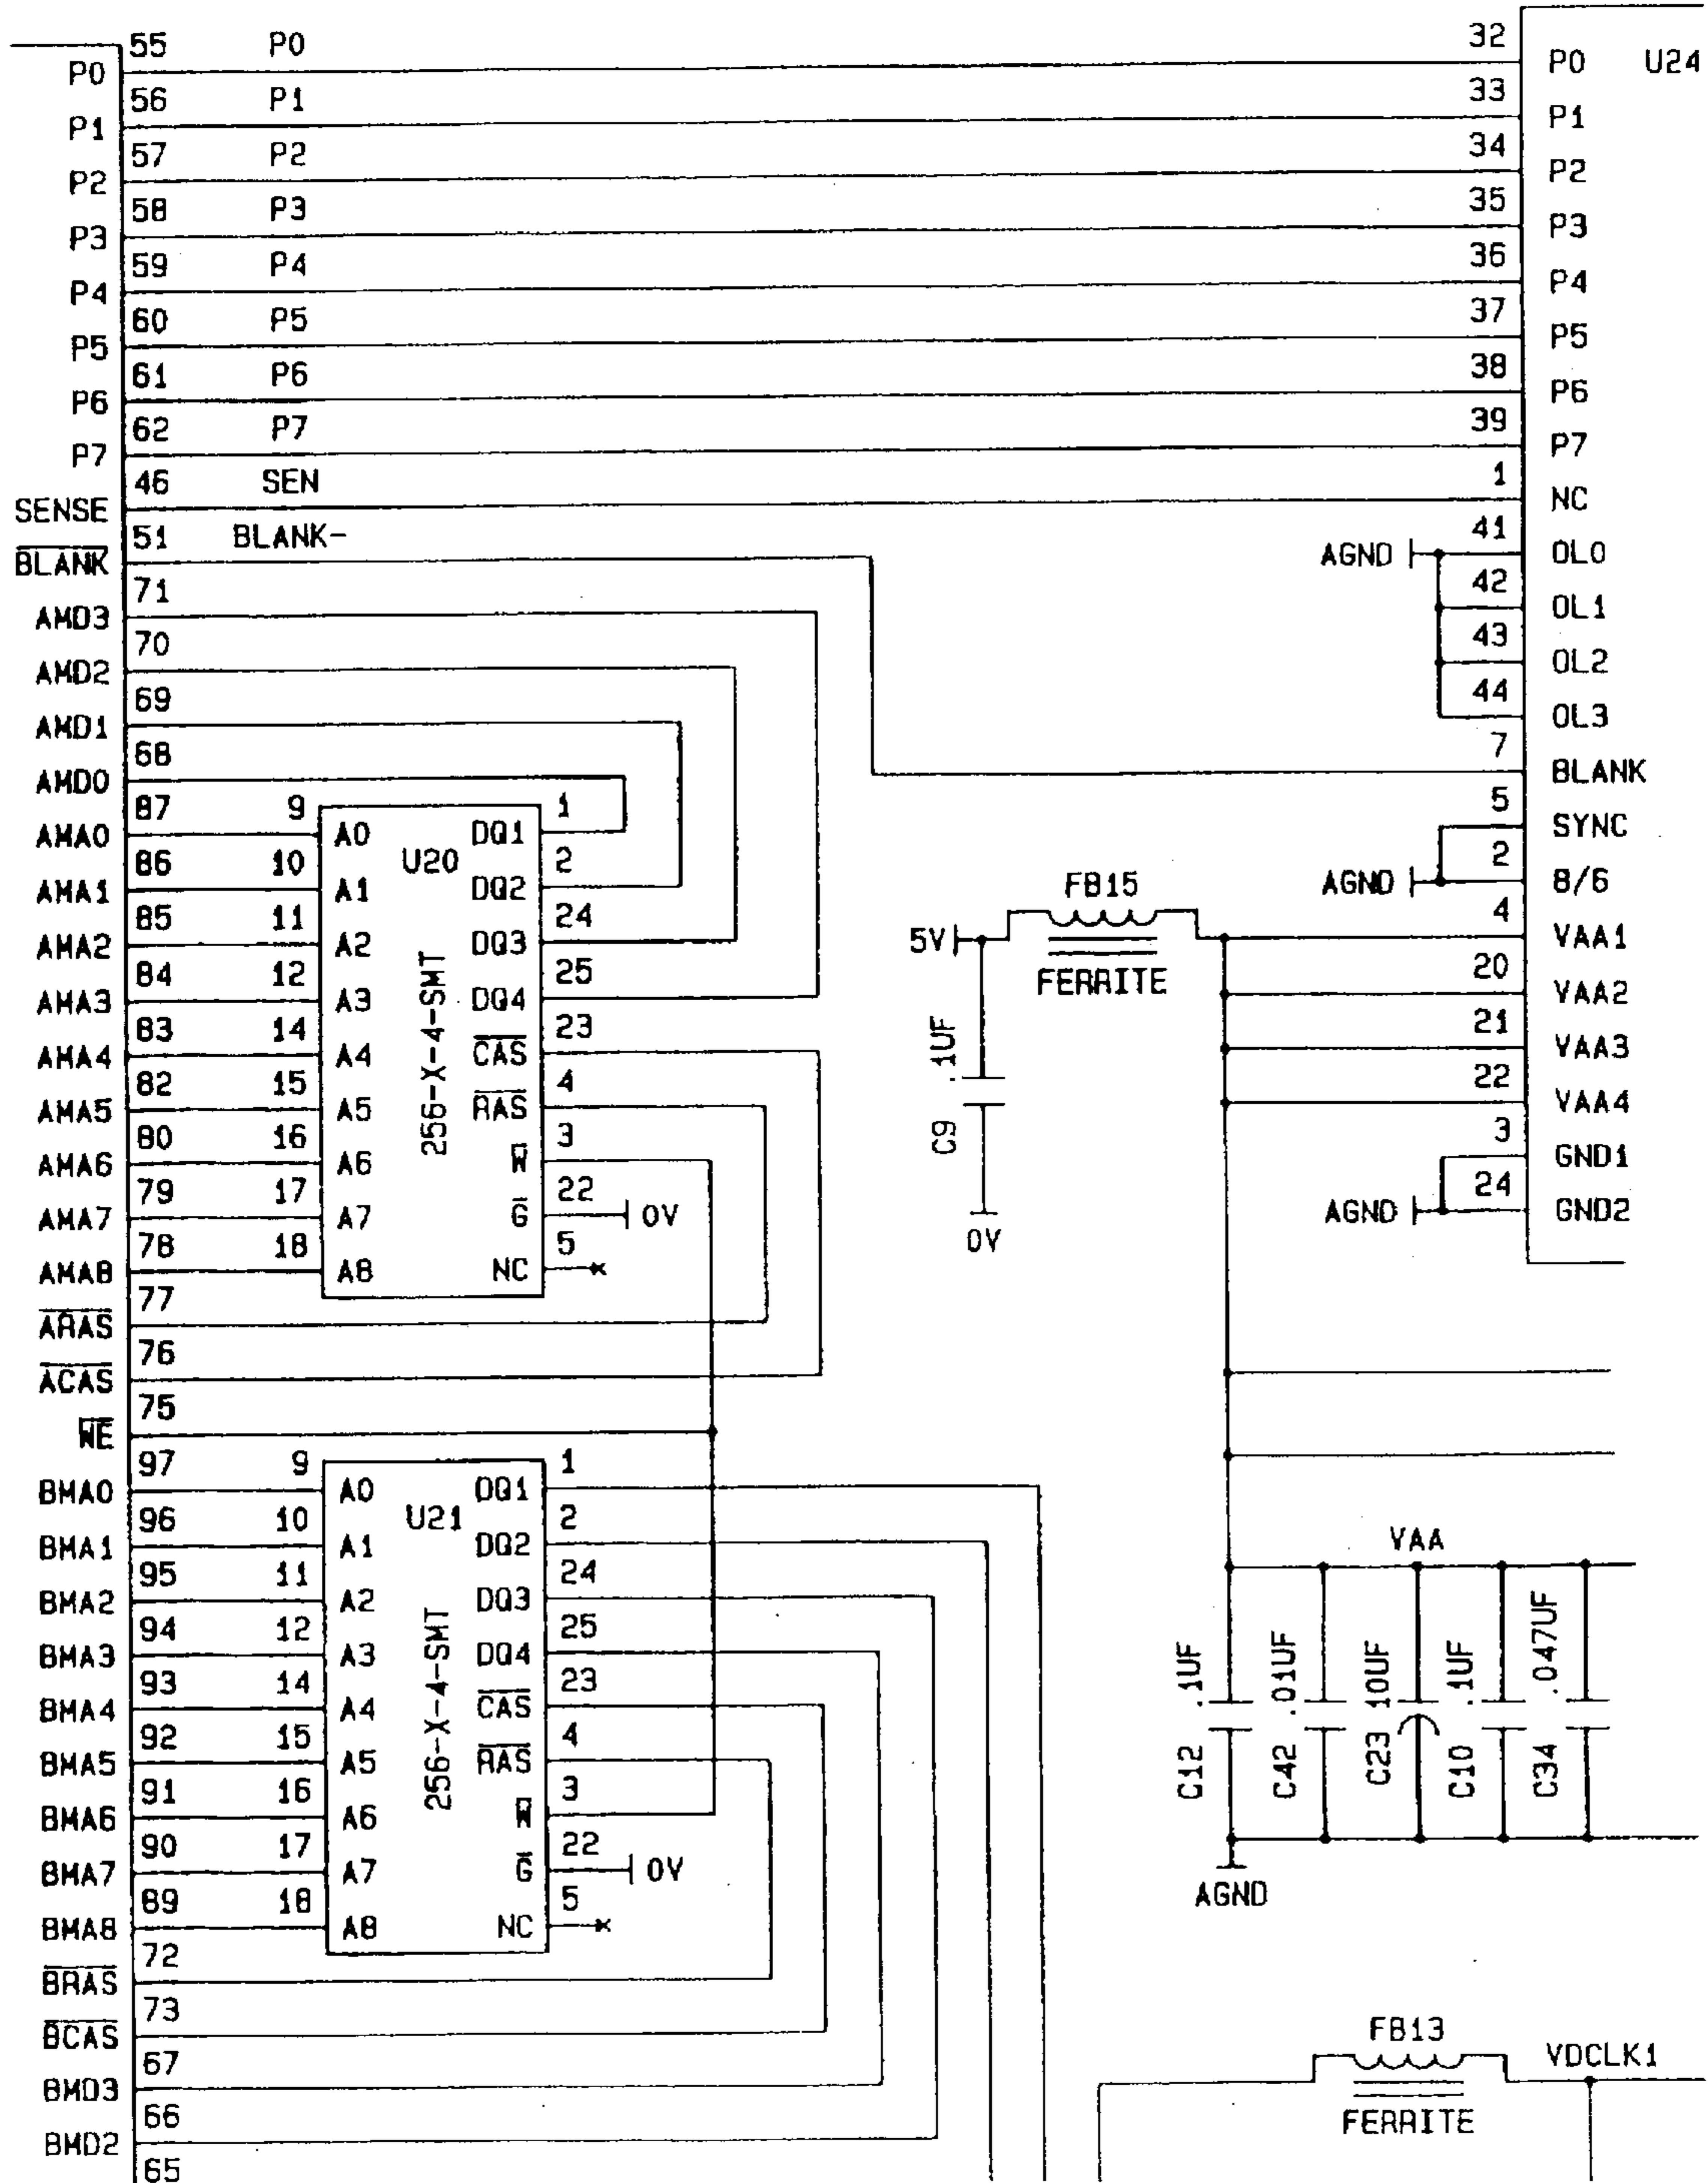 55 P0 32
P0 P0 U24
56 P1 33
P1 P1
57 P2 34
P2 P2
58 P3 35
P3 P3
59 P4 36
P4 P4
60 P5 37
P5 P5
61 P6 38
P6 P6
62 P7 39
P7 P7
46 SEN 1
SENSE NC
51 BLANK- 41
BLANK AGND OL0
71 42
AMD3 OL1
70 43
AMD2 OL2
69 44
AMD1 OL3
68 7
AMD0 BLANK
87 9 1 5
AMA0 A0 DQ1 SYNC
86 10 U20 2 2
AMA1 A1 DQ2 FB15 AGND 8/6
85 11 24 4
AMA2 A2 DQ3 5V VAA1
84 12 25 FERRITE 20
AMA3 A3 DQ4 VAA2
83 14 23 21
AMA4 A4 CAS .1UF VAA3
82 15 4 22
AMA5 A5 256-X-4-SMT RAS VAA4
80 16 3 C9 3
AMA6 A6 W GND1
79 17 22 24
AMA7 A7 G 0V AGND GND2
78 18 5 0V
AMA8 A8 NC
77
ARAS
76
ACAS
75
WE
97 9 1
BMA0 A0 DQ1
96 10 U21 2
BMA1 A1 DQ2 VAA
95 11 24
BMA2 A2 DQ3
94 12 25
BMA3 A3 DQ4 .1UF .01UF 10UF .1UF .047UF
93 14 23
BMA4 A4 CAS
92 15 4
BMA5 A5 256-X-4-SMT RAS C12 C42 C23 C10 C34
91 16 3
BMA6 A6 W
90 17 22
BMA7 A7 G 0V
89 18 5 AGND
BMA8 A8 NC
72
BRAS
73
BCAS FB13 VDCLK1
67
BMD3
66 FERRITE
BMD2
65